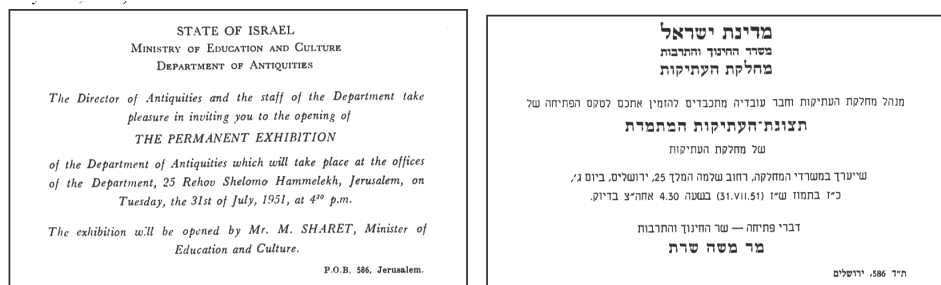 STATE OF ISRAEL
MINISTRY OF EDUCATION AND CULTURE
DEPARTMENT OF ANTIQUITIES
The Director of Antiquities and the staff of the Department take
pleasure in inviting you to the opening of
THE PERMANENT EXHIBITION
of the Department of Antiquities which will take place at the offices
of the Department, 25 Rehov Shelomo Hammelekh, Jerusalem, on
Tuesday, the 31st of July, 1951, at 4³⁰ p.m.
The exhibition will be opened by Mr. M. SHARET, Minister of
Education and Culture.
P.O.B. 586, Jerusalem.
מדינת ישראל
משרד החינוך והתרבות
מחלקת העתיקות
מנהל מחלקת העתיקות וחבר עובדיה מתכבדים להזמין אתכם לטקס הפתיחה של
תצוגת־העתיקות המתמדת
של מחלקת העתיקות
שייערך במשרדי המחלקה, רחוב שלמה המלך 25, ירושלים, ביום ג׳,
כ״ז בתמוז ש״ז (31.VII.51) בשעה 4.30 אחה״צ בדיוק.
דברי פתיחה — שר החינוך והתרבות
מר משה שרת
ת״ד 586, ירושלים